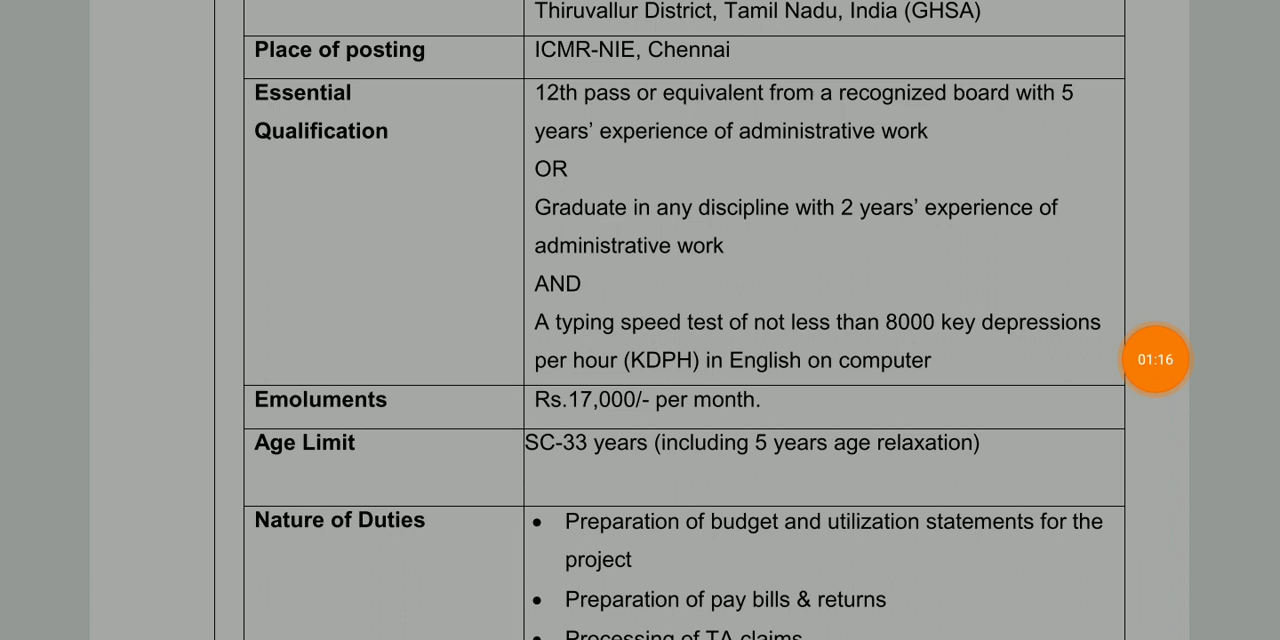 Thiruvallur District, Tamil Nadu, India (GHSA)
Place of posting
ICMR-NIE, Chennai
Essential
Qualification
12th pass or equivalent from a recognized board with 5
years’ experience of administrative work
OR
Graduate in any discipline with 2 years’ experience of
administrative work
AND
A typing speed test of not less than 8000 key depressions
per hour (KDPH) in English on computer
01:16
Emoluments
Rs.17,000/- per month.
Age Limit
SC-33 years (including 5 years age relaxation)
Nature of Duties
• Preparation of budget and utilization statements for the
project
• Preparation of pay bills & returns
• Processing of TA claims